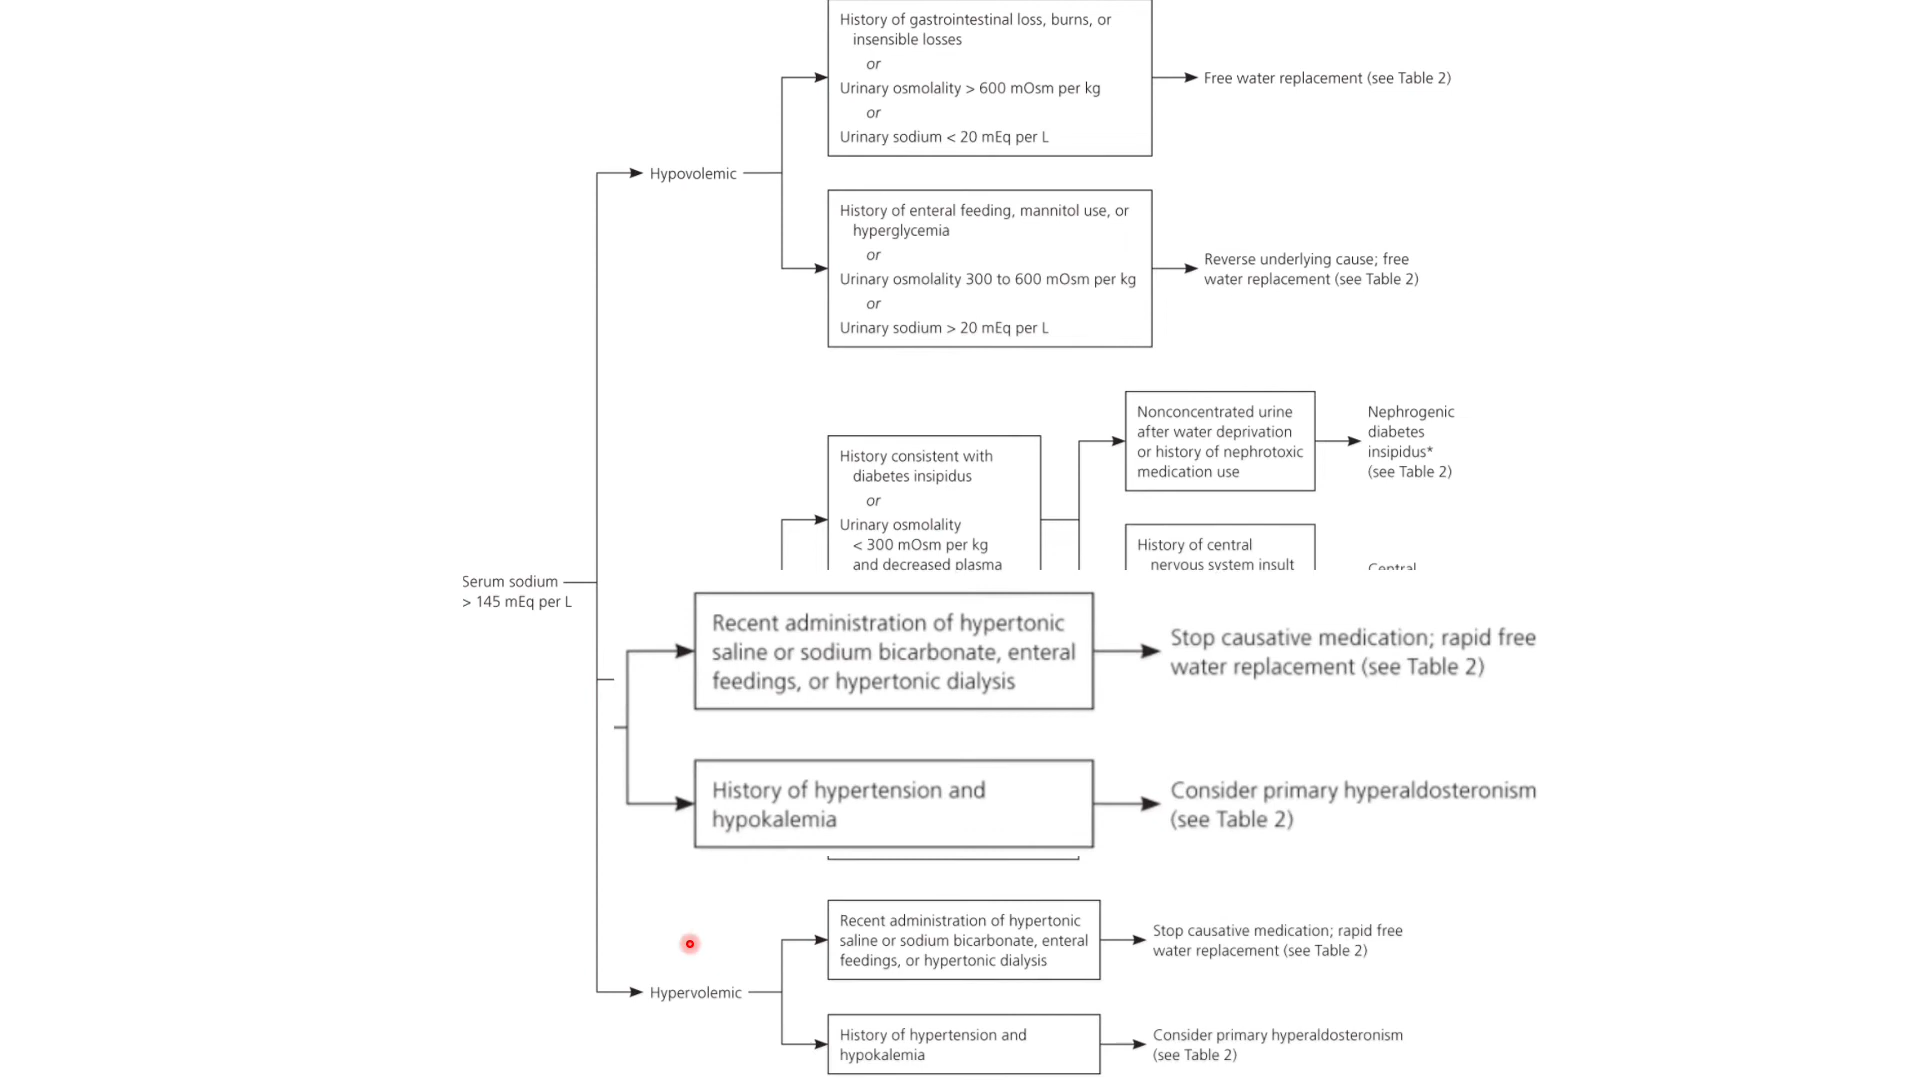 History of gastrointestinal loss, burns, or
insensible losses
or
Urinary osmolality > 600 mOsm per kg
or
Urinary sodium < 20 mEq per L
Free water replacement (see Table 2)
Hypovolemic
History of enteral feeding, mannitol use, or
hyperglycemia
or
Urinary osmolality 300 to 600 mOsm per kg
or
Urinary sodium > 20 mEq per L
Reverse underlying cause; free
water replacement (see Table 2)
Nonconcentrated urine
after water deprivation
or history of nephrotoxic
medication use
Nephrogenic
diabetes
insipidus*
(see Table 2)
History consistent with
diabetes insipidus
or
Urinary osmolality
< 300 mOsm per kg
and decreased plasma
History of central
nervous system insult
Central
Serum sodium
> 145 mEq per L
Recent administration of hypertonic
saline or sodium bicarbonate, enteral
feedings, or hypertonic dialysis
Stop causative medication; rapid free
water replacement (see Table 2)
History of hypertension and
hypokalemia
Consider primary hyperaldosteronism
(see Table 2)
Recent administration of hypertonic
saline or sodium bicarbonate, enteral
feedings, or hypertonic dialysis
Stop causative medication; rapid free
water replacement (see Table 2)
Hypervolemic
History of hypertension and
hypokalemia
Consider primary hyperaldosteronism
(see Table 2)